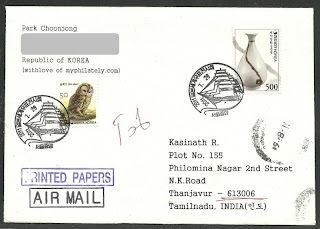 Park Choonjong
Republic of KOREA
(withlove of myphilately.com)
50
500
Kasinath R.
Plot No. 155
Philomina Nagar 2nd Street
N.K.Road
Thanjavur - 613006
Tamilnadu, INDIA(인도)
PRINTED PAPERS
AIR MAIL